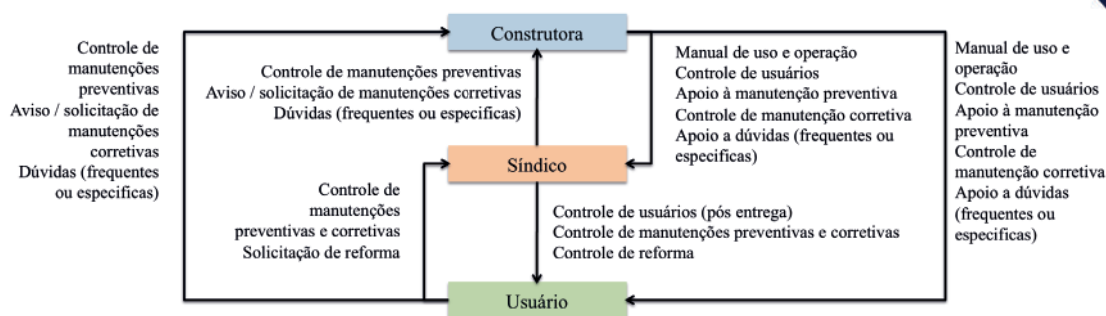 Construtora
Controle de
manutenções
preventivas
Aviso / solicitação de
manutenções
corretivas
Dúvidas (frequentes
ou especificas)
Controle de manutenções preventivas
Aviso / solicitação de manutenções corretivas
Dúvidas (frequentes ou especificas)
Manual de uso e operação
Controle de usuários
Apoio à manutenção preventiva
Controle de manutenção corretiva
Apoio a dúvidas (frequentes ou
especificas)
Manual de uso e
operação
Controle de usuários
Apoio à manutenção
preventiva
Controle de
manutenção corretiva
Apoio a dúvidas
(frequentes ou
especificas)
Síndico
Controle de
manutenções
preventivas e corretivas
Solicitação de reforma
Controle de usuários (pós entrega)
Controle de manutenções preventivas e corretivas
Controle de reforma
Usuário